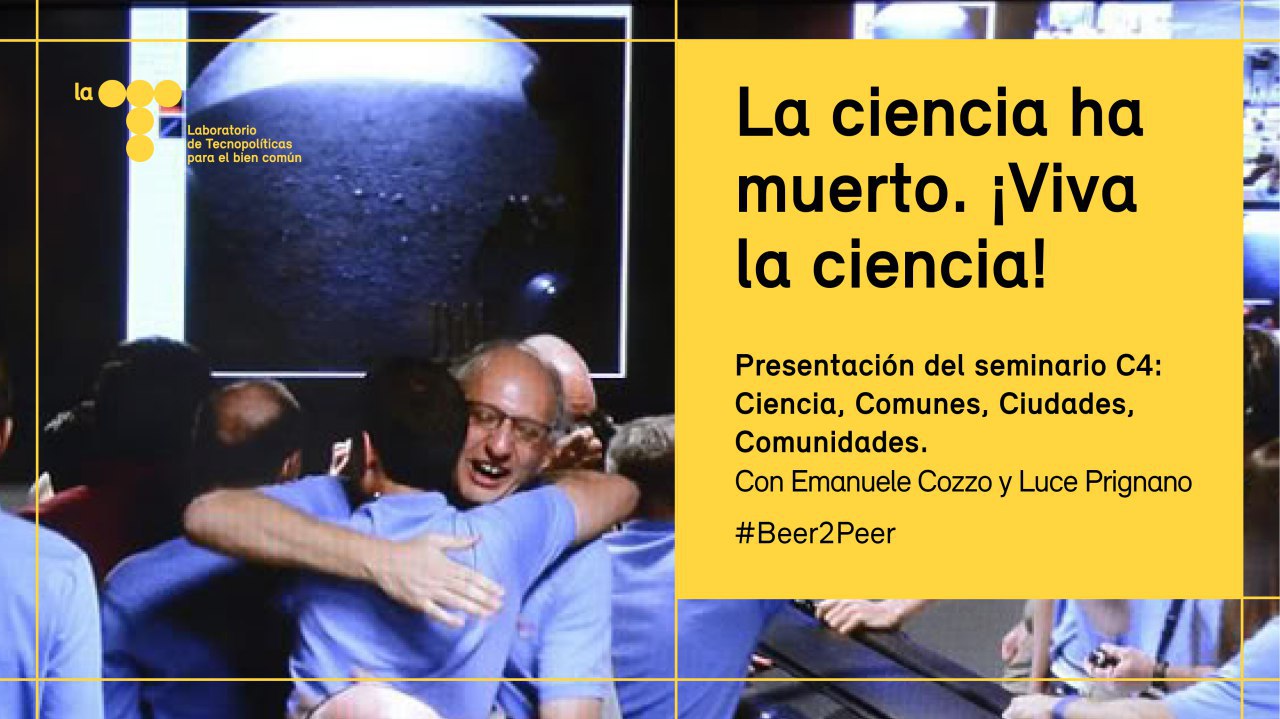 la
Laboratorio
de Tecnopolíticas
para el bien común
La ciencia ha
muerto. ¡Viva
la ciencia!
Presentación del seminario C4:
Ciencia, Comunes, Ciudades,
Comunidades.
Con Emanuele Cozzo y Luce Prignano
#Beer2Peer